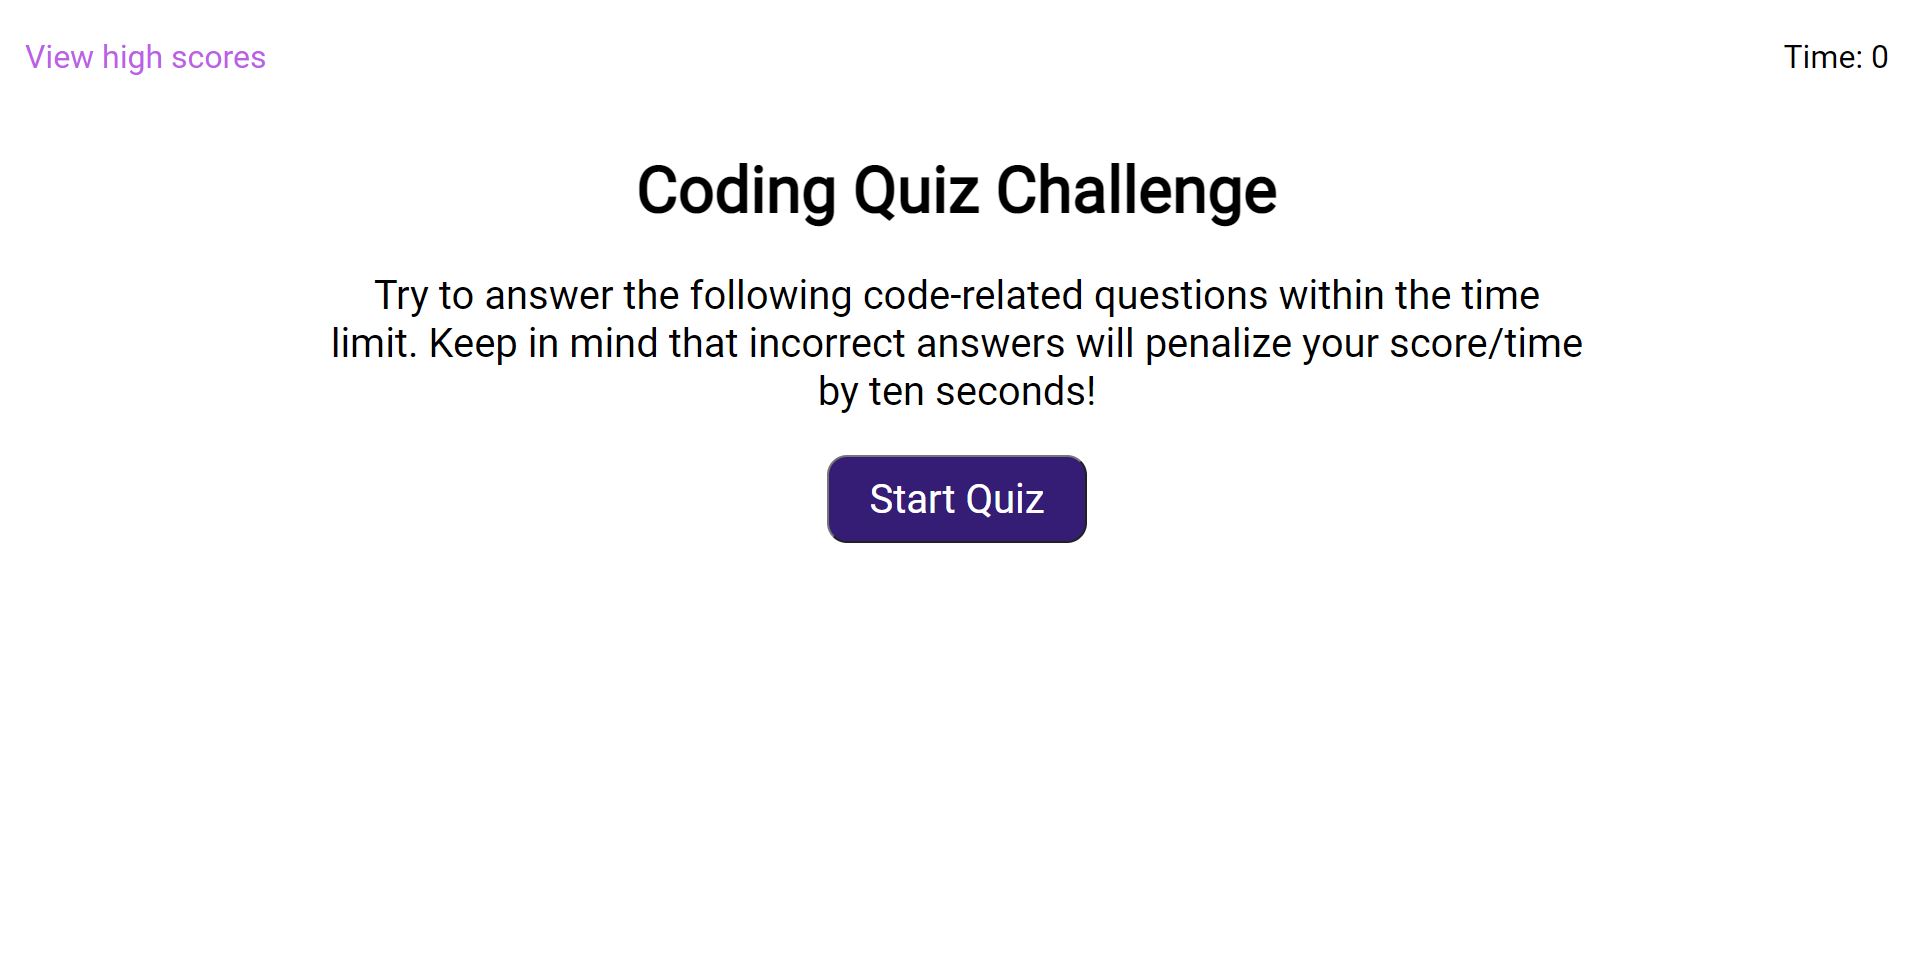 View high scores
Time: 0
Coding Quiz Challenge
Try to answer the following code-related questions within the time
limit. Keep in mind that incorrect answers will penalize your score/time
by ten seconds!
Start Quiz